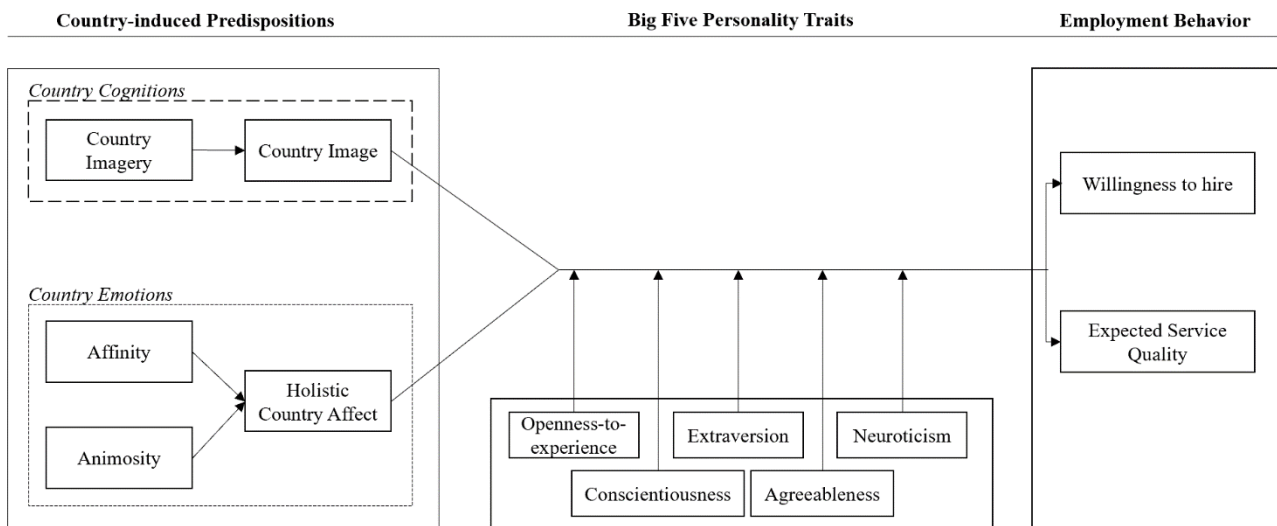 Country-induced Predispositions
Big Five Personality Traits
Employment Behavior
Country Cognitions
Country
Imagery
Country Image
Willingness to hire
Country Emotions
Affinity
Holistic
Country Affect
Animosity
Expected Service
Quality
Openness-to-
experience
Extraversion
Neuroticism
Conscientiousness
Agreeableness